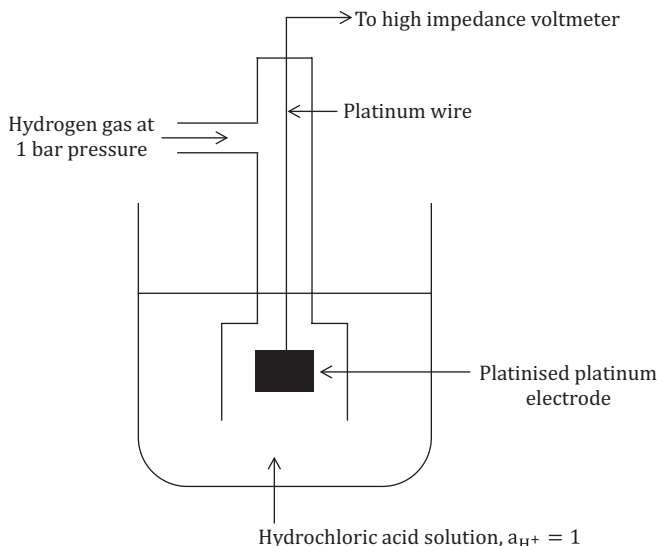 To high impedance voltmeter
Platinum wire
Hydrogen gas at
1 bar pressure
Platinised platinum
electrode
Hydrochloric acid solution, a_H⁺ = 1